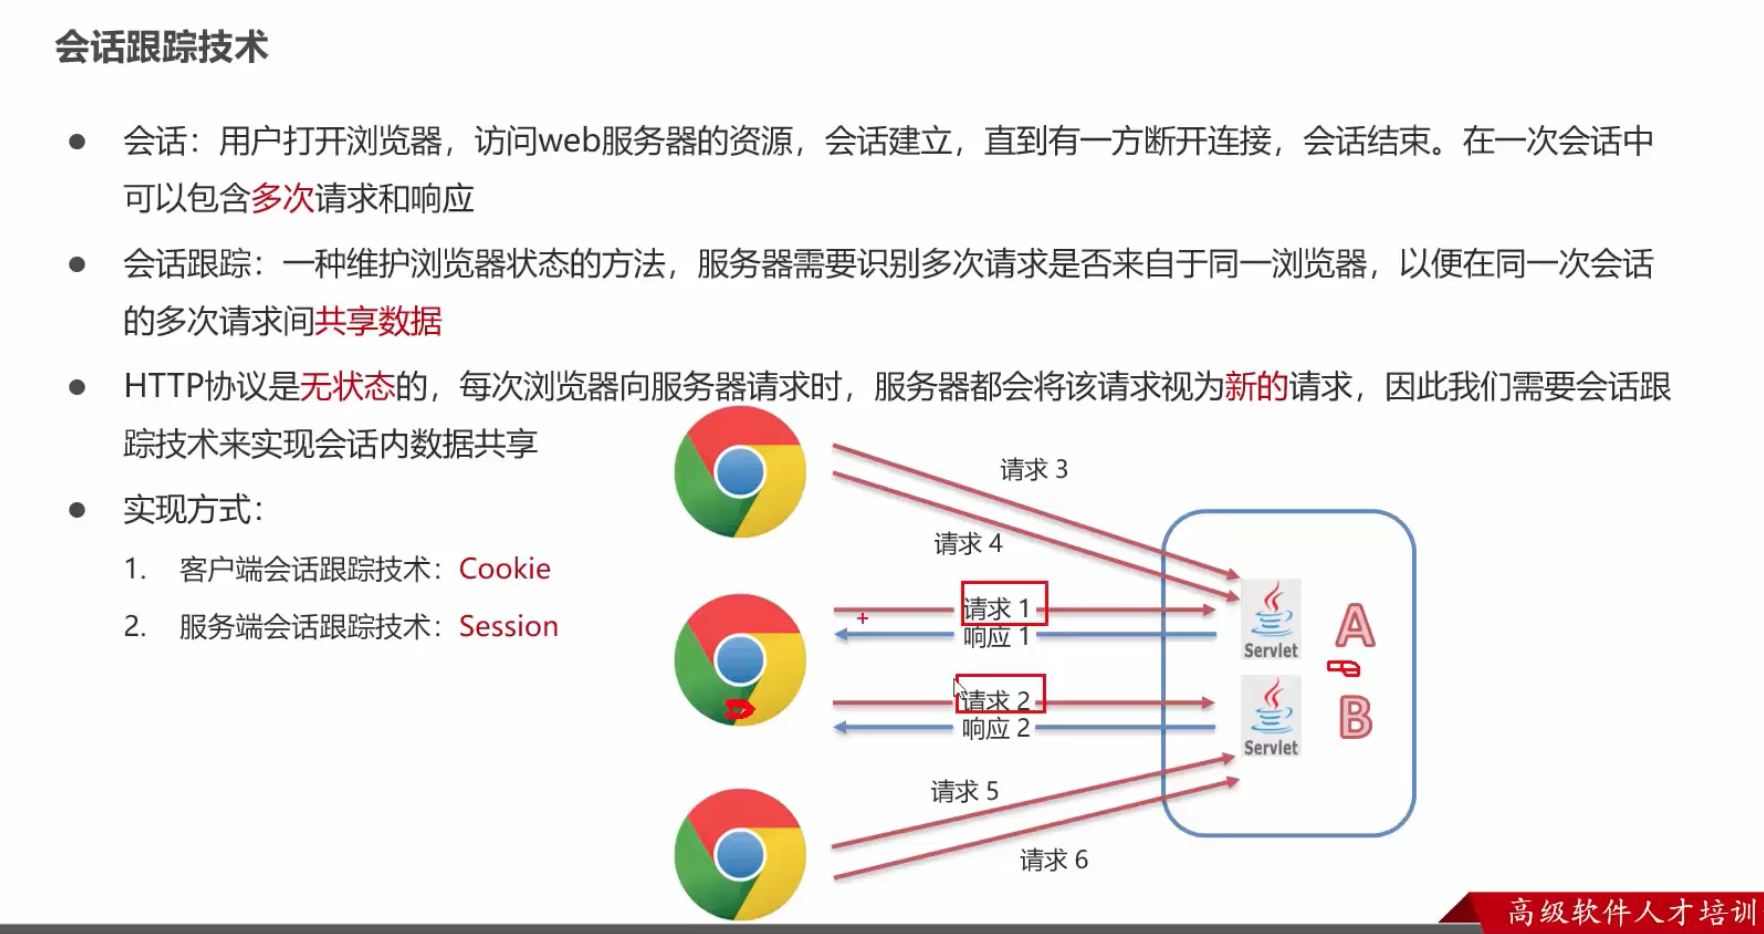 会话跟踪技术
● 会话：用户打开浏览器，访问web服务器的资源，会话建立，直到有一方断开连接，会话结束。在一次会话中
可以包含多次请求和响应
● 会话跟踪：一种维护浏览器状态的方法，服务器需要识别多次请求是否来自于同一浏览器，以便在同一次会话
的多次请求间共享数据
● HTTP协议是无状态的，每次浏览器向服务器请求时，服务器都会将该请求视为新的请求，因此我们需要会话跟
踪技术来实现会话内数据共享
● 实现方式：
1. 客户端会话跟踪技术：Cookie
2. 服务端会话跟踪技术：Session
请求 3
请求 4
请求 1
响应 1
Servlet
A
请求 2
响应 2
Servlet
B
请求 5
请求 6
高级软件人才培训